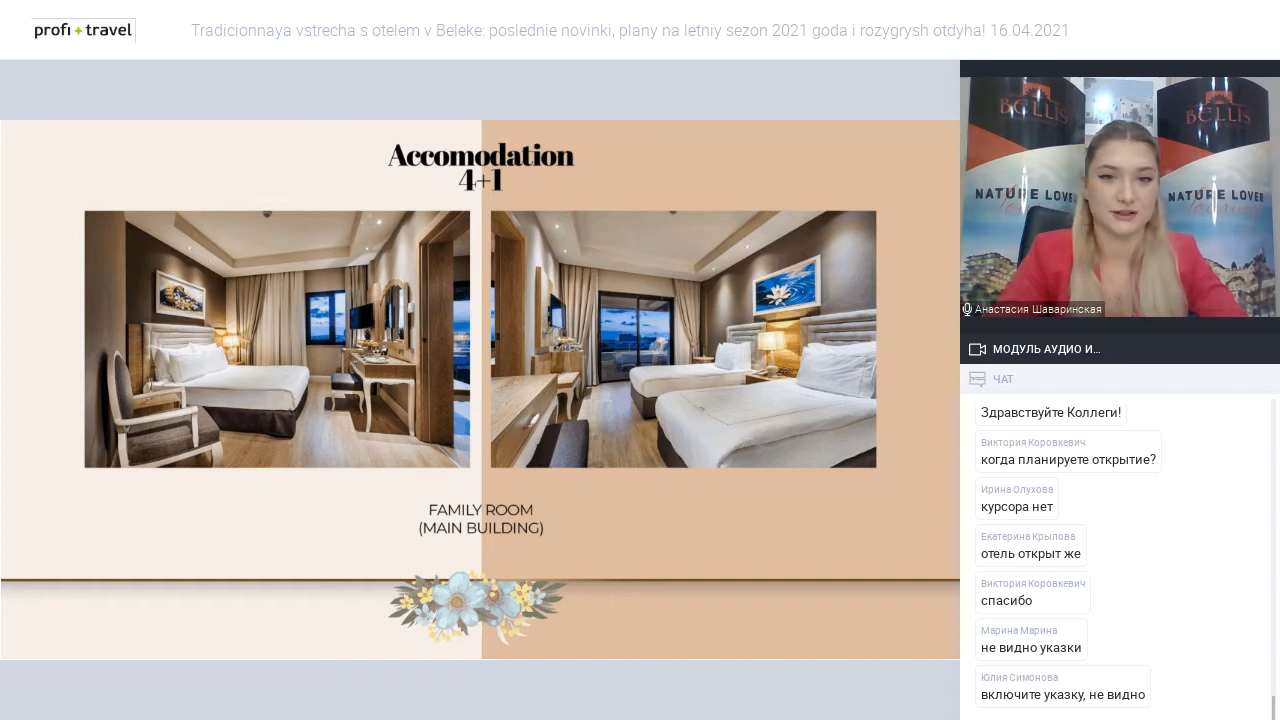 profi + travel
Tradicionnaya vstrecha s otelem v Beleke: poslednie novinki, plany na letniy sezon 2021 goda i rozygrysh otdyha! 16.04.2021
Accomodation
4+1
FAMILY ROOM
(MAIN BUILDING)
BELLIS
BELLIS
NATURE LOVER
NATURE LOVER
Анастасия Шаваринская
МОДУЛЬ АУДИО И...
ЧАТ
Здравствуйте Коллеги!
Виктория Коровкевич
когда планируете открытие?
Ирина Олухова
курсора нет
Екатерина Крылова
отель открыт же
Виктория Коровкевич
спасибо
Марина Марина
не видно указки
Юлия Симонова
включите указку, не видно